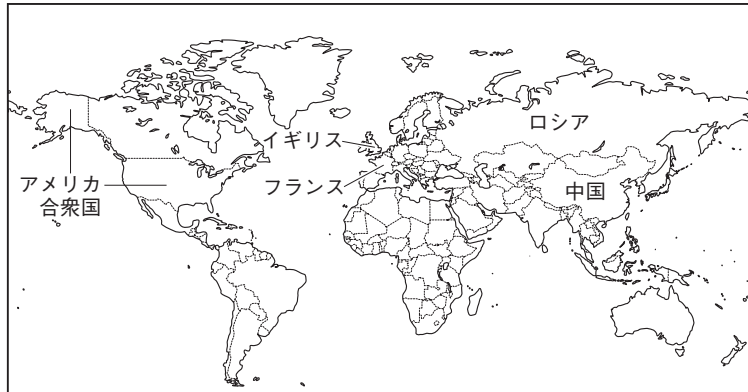 ロシア
イギリス
アメリカ
合衆国
フランス
中国